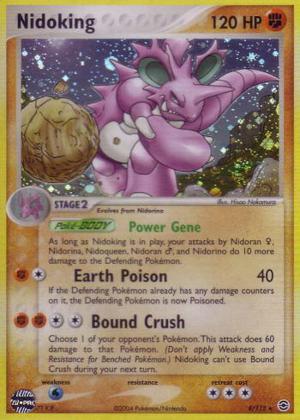 Nidoking 120 HP
Illus. Hisao Nakamura
STAGE2
Evolves from Nidorino
Poké-BODY Power Gene
As long as Nidoking is in play, your attacks by Nidoran ♀,
Nidorina, Nidoqueen, Nidoran ♂, and Nidorino do 10 more
damage to the Defending Pokémon.
Earth Poison 40
If the Defending Pokémon already has any damage counters
on it, the Defending Pokémon is now Poisoned.
Bound Crush
Choose 1 of your opponent's Pokémon. This attack does 60
damage to that Pokémon. (Don't apply Weakness and
Resistance for Benched Pokémon.) Nidoking can't use Bound
Crush during your next turn.
weakness resistance retreat cost
©2004 Pokémon/Nintendo